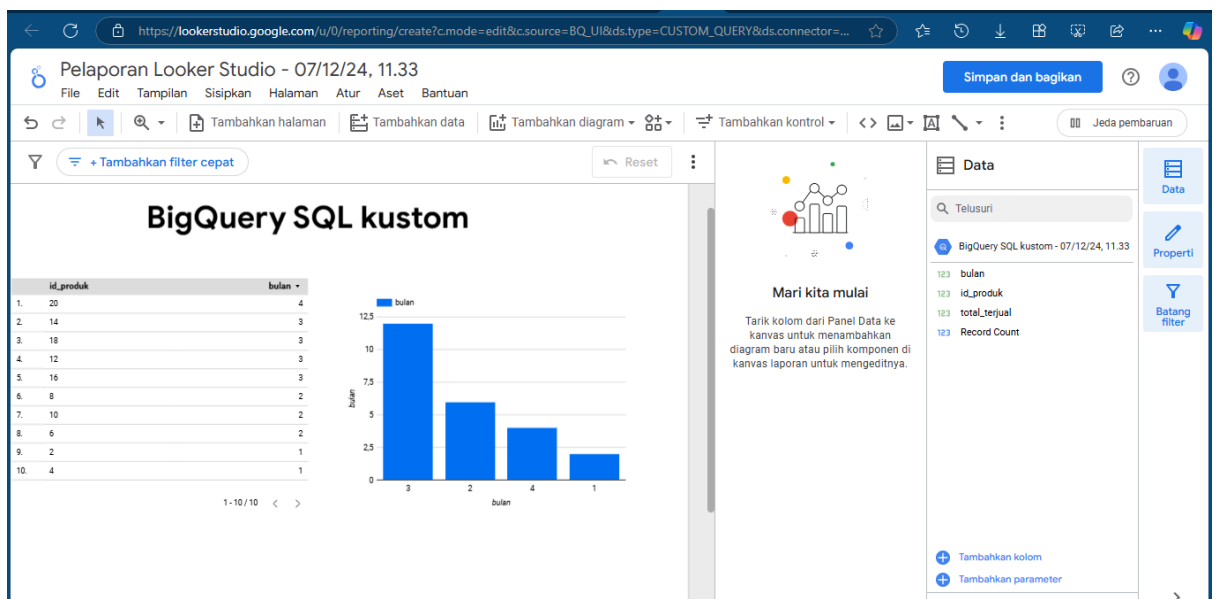 https://lookerstudio.google.com/u/0/reporting/create?c.mode=edit&c.source=BQ_UI&ds.type=CUSTOM_QUERY&ds.connector=...
Pelaporan Looker Studio - 07/12/24, 11.33
File Edit Tampilan Sisipkan Halaman Atur Aset Bantuan
Simpan dan bagikan
Tambahkan halaman Tambahkan data Tambahkan diagram Tambahkan kontrol Jeda pembaruan
+ Tambahkan filter cepat Reset
BigQuery SQL kustom
id_produk bulan
1. 20 4
2. 14 3
3. 18 3
4. 12 3
5. 16 3
6. 8 2
7. 10 2
8. 6 2
9. 2 1
10. 4 1
1 - 10 / 10 < >
bulan
12,5
10
7,5
5
2,5
0
bulan
3 2 4 1
bulan
Mari kita mulai
Tarik kolom dari Panel Data ke
kanvas untuk menambahkan
diagram baru atau pilih komponen di
kanvas laporan untuk mengeditnya.
Data
Telusuri
BigQuery SQL kustom - 07/12/24, 11.33
123 bulan
123 id_produk
123 total_terjual
123 Record Count
Tambahkan kolom
Tambahkan parameter
Data
Properti
Batang
filter